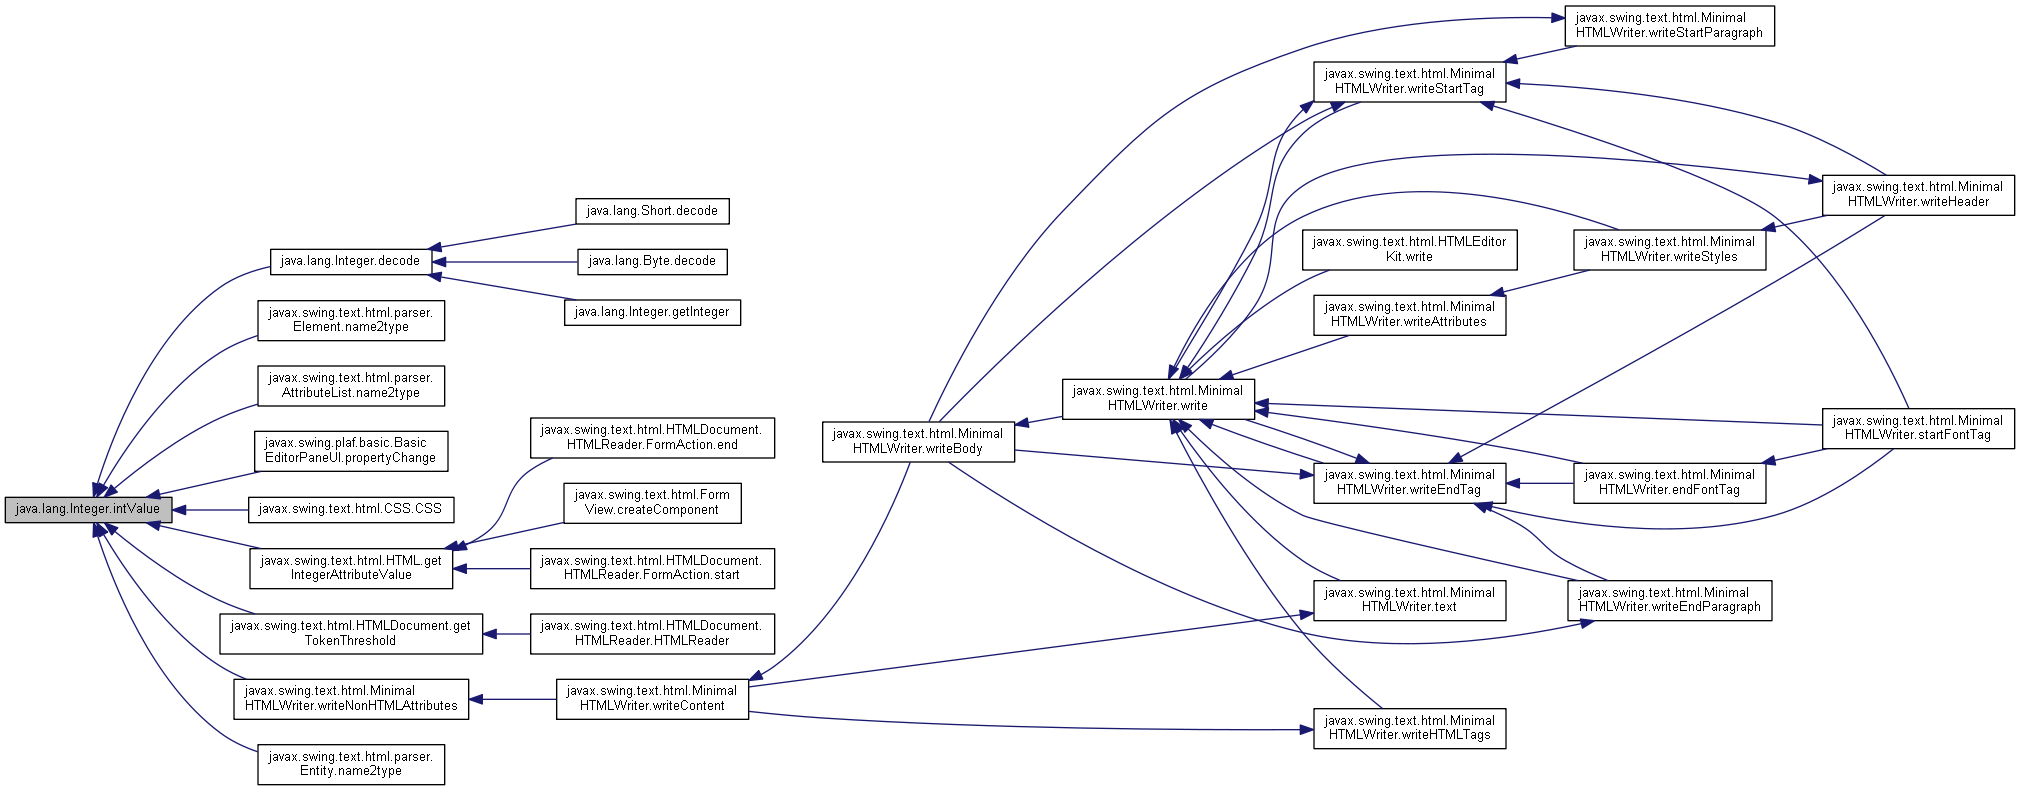 javax.swing.text.html.Minimal
HTMLWriter.writeStartParagraph
javax.swing.text.html.Minimal
HTMLWriter.writeStartTag
javax.swing.text.html.Minimal
HTMLWriter.writeHeader
java.lang.Short.decode
javax.swing.text.html.HTMLEditor
Kit.write
javax.swing.text.html.Minimal
HTMLWriter.writeStyles
java.lang.Integer.decode
java.lang.Byte.decode
java.lang.Integer.getInteger
javax.swing.text.html.Minimal
HTMLWriter.writeAttributes
javax.swing.text.html.parser.
Element.name2type
javax.swing.text.html.parser.
AttributeList.name2type
javax.swing.text.html.Minimal
HTMLWriter.write
javax.swing.plaf.basic.Basic
EditorPaneUI.propertyChange
javax.swing.text.html.HTMLDocument.
HTMLReader.FormAction.end
javax.swing.text.html.Minimal
HTMLWriter.writeBody
javax.swing.text.html.Minimal
HTMLWriter.startFontTag
javax.swing.text.html.Minimal
HTMLWriter.writeEndTag
javax.swing.text.html.Minimal
HTMLWriter.endFontTag
java.lang.Integer.intValue
javax.swing.text.html.CSS.CSS
javax.swing.text.html.Form
View.createComponent
javax.swing.text.html.HTML.get
IntegerAttributeValue
javax.swing.text.html.HTMLDocument.
HTMLReader.FormAction.start
javax.swing.text.html.Minimal
HTMLWriter.text
javax.swing.text.html.Minimal
HTMLWriter.writeEndParagraph
javax.swing.text.html.HTMLDocument.get
TokenThreshold
javax.swing.text.html.HTMLDocument.
HTMLReader.HTMLReader
javax.swing.text.html.Minimal
HTMLWriter.writeNonHTMLAttributes
javax.swing.text.html.Minimal
HTMLWriter.writeContent
javax.swing.text.html.Minimal
HTMLWriter.writeHTMLTags
javax.swing.text.html.parser.
Entity.name2type